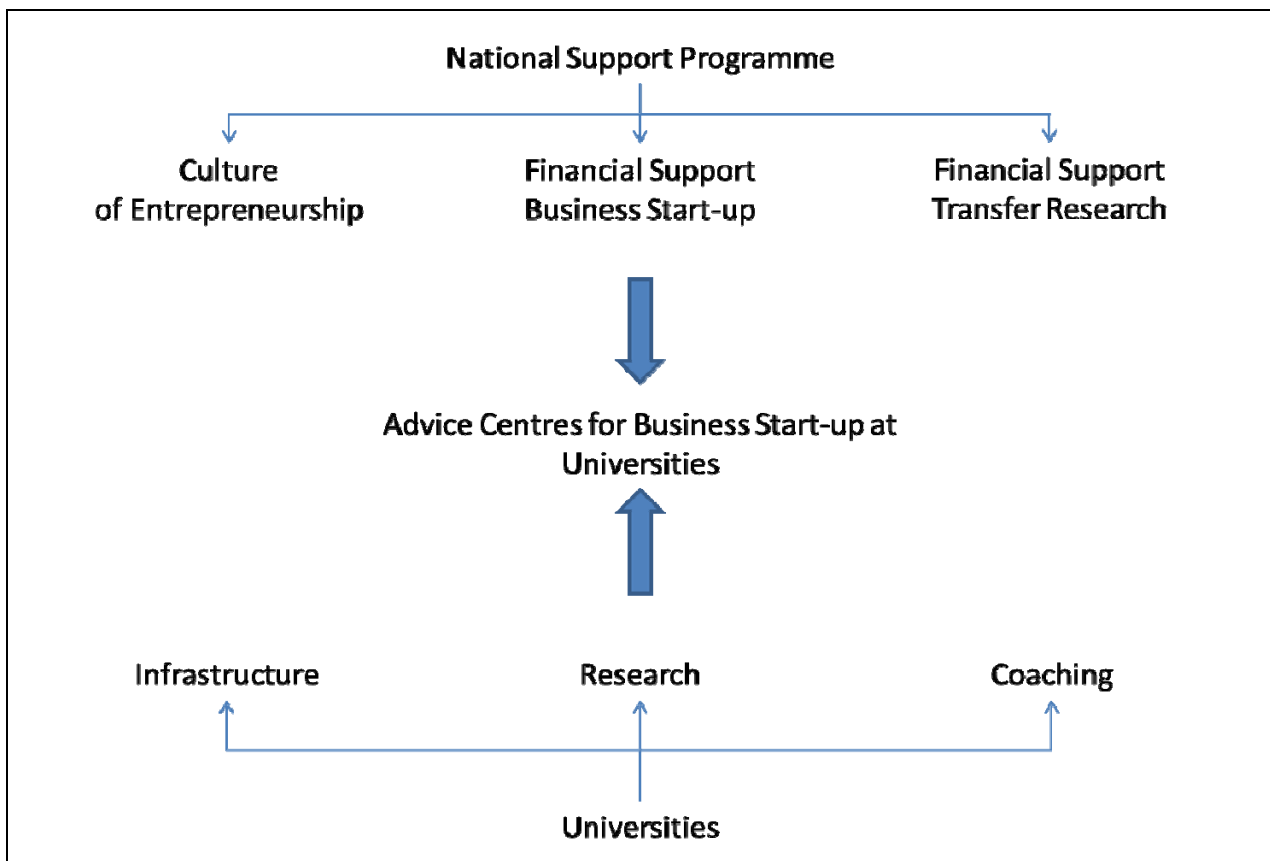 National Support Programme
Culture
of Entrepreneurship
Financial Support
Business Start-up
Financial Support
Transfer Research
Advice Centres for Business Start-up at
Universities
Infrastructure
Research
Coaching
Universities